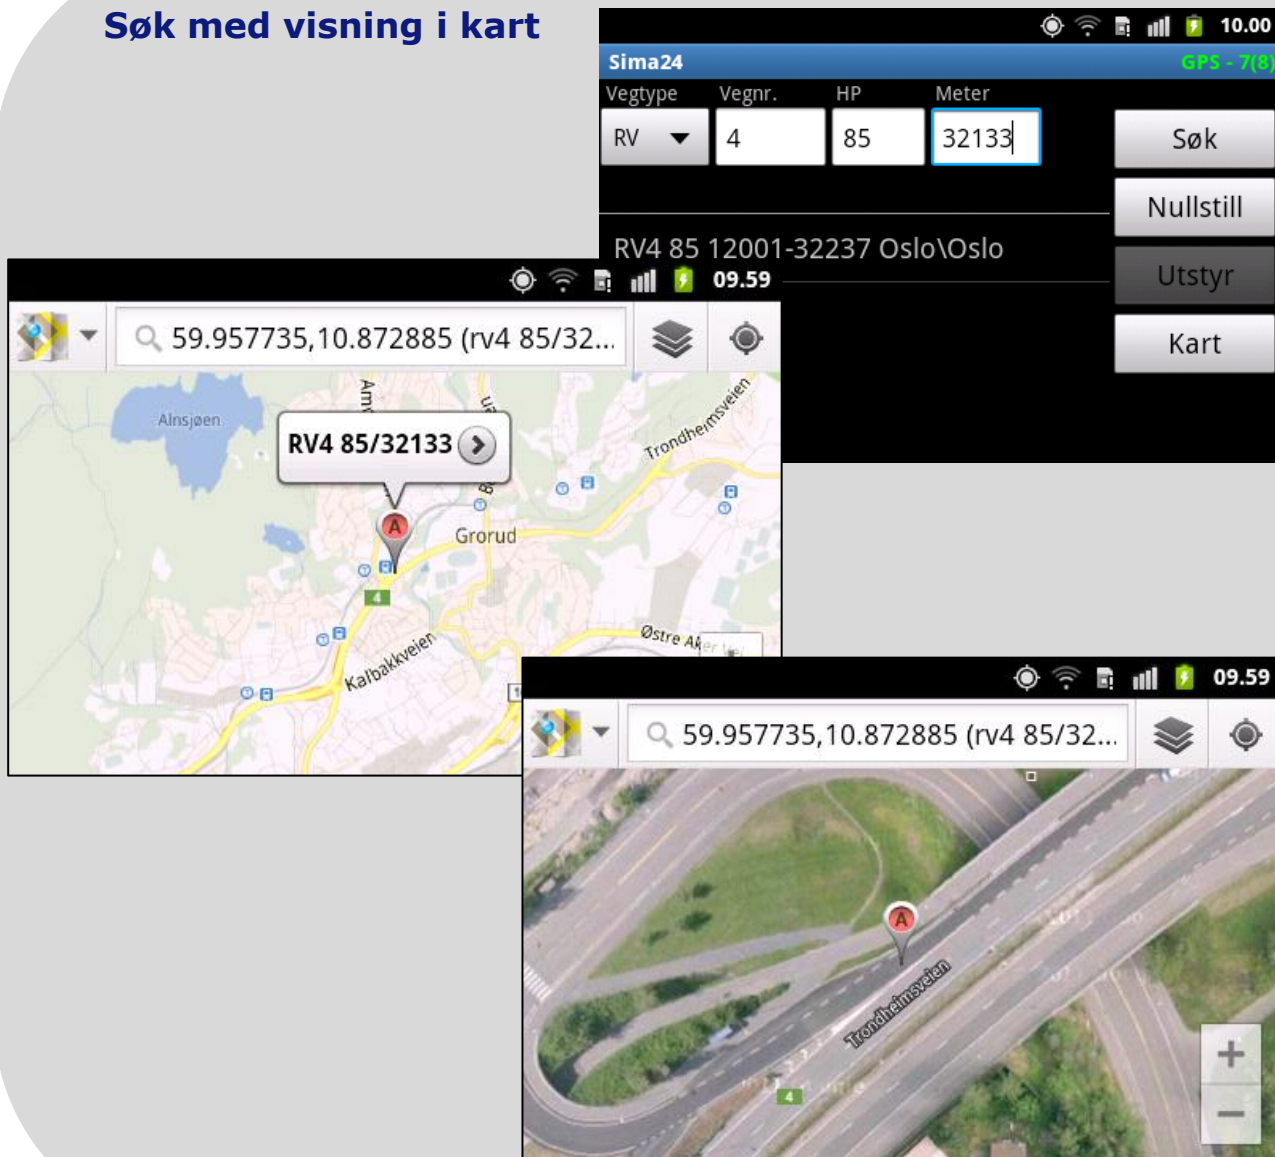 Søk med visning i kart
10.00
Sima24
GPS - 7(8)
Vegtype Vegnr. HP Meter
RV 4 85 32133
Søk
Nullstill
RV4 85 12001-32237 Oslo\Oslo
Utstyr
Kart
09.59
59.957735,10.872885 (rv4 85/32...
Alnsjøen
RV4 85/32133
A
Trondheimsveien
Grorud
4
Kalbakkveien
Østre Aker Vei
09.59
59.957735,10.872885 (rv4 85/32...
A
Trondheimsveien
4
+
−